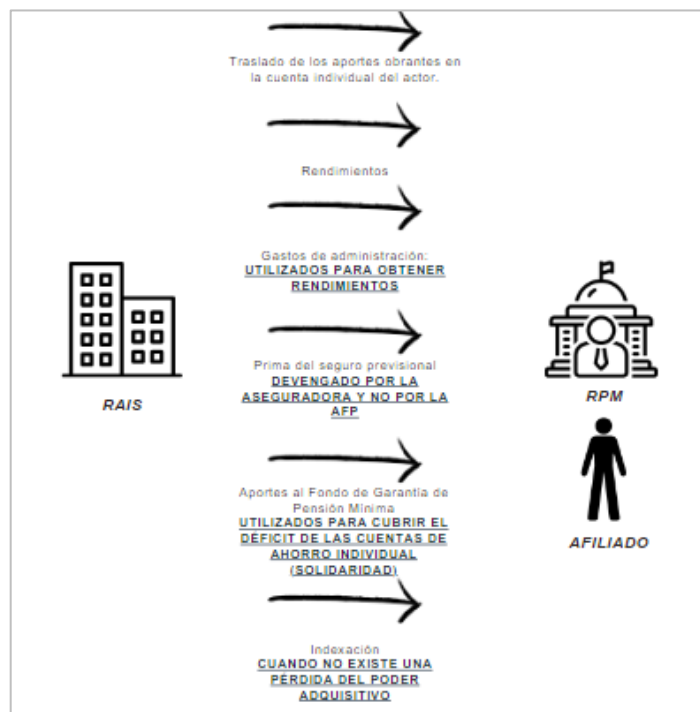 Traslado de los aportes obrantes en
la cuenta individual del actor.
Rendimientos
Gastos de administración:
UTILIZADOS PARA OBTENER
RENDIMIENTOS
Prima del seguro previsional
DEVENGADO POR LA
ASEGURADORA Y NO POR LA
AFP
RAIS
RPM
Aportes al Fondo de Garantía de
Pensión Mínima
UTILIZADOS PARA CUBRIR EL
DÉFICIT DE LAS CUENTAS DE
AHORRO INDIVIDUAL
(SOLIDARIDAD)
AFILIADO
Indexación
CUANDO NO EXISTE UNA
PÉRDIDA DEL PODER
ADQUISITIVO